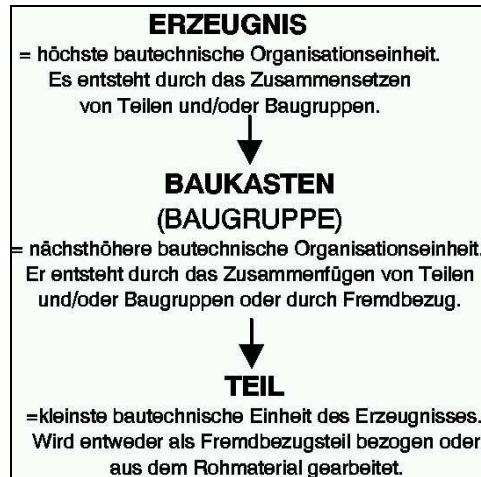 ERZEUGNIS
= höchste bautechnische Organisationseinheit.
Es entsteht durch das Zusammensetzen
von Teilen und/oder Baugruppen.
BAUKASTEN
(BAUGRUPPE)
= nächsthöhere bautechnische Organisationseinheit.
Er entsteht durch das Zusammenfügen von Teilen
und/oder Baugruppen oder durch Fremdbezug.
TEIL
=kleinste bautechnische Einheit des Erzeugnisses.
Wird entweder als Fremdbezugsteil bezogen oder
aus dem Rohmaterial gearbeitet.